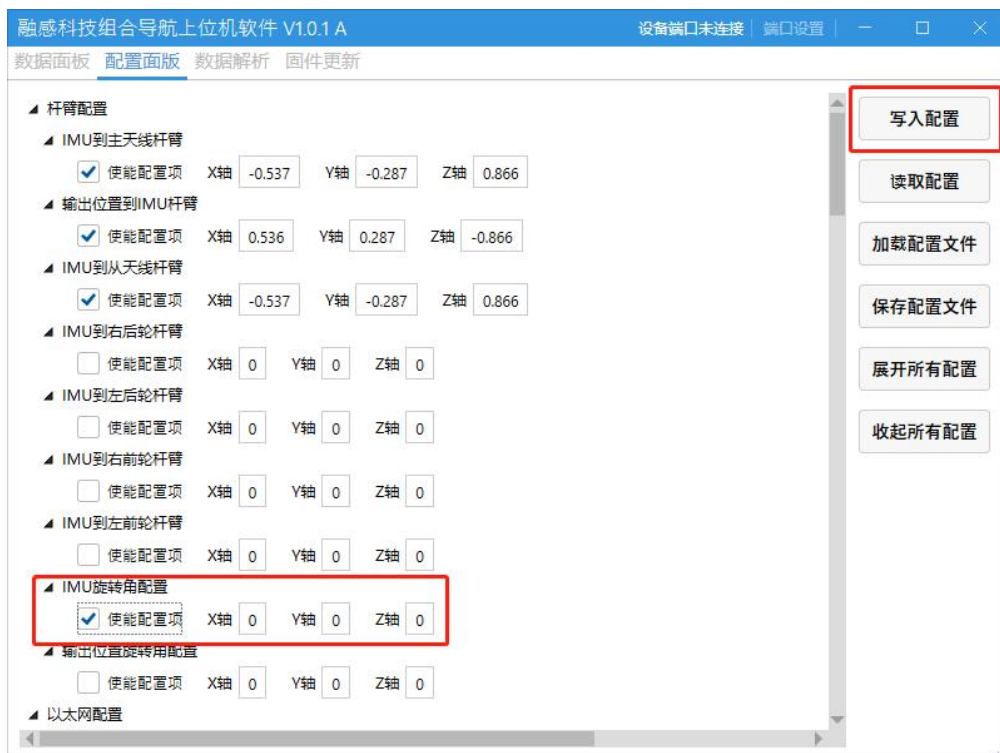 融感科技组合导航上位机软件 V1.0.1 A 设备端口未连接 端口设置
数据面板 配置面版 数据解析 固件更新
杆臂配置
写入配置
IMU到主天线杆臂
使能配置项 X轴 -0.537 Y轴 -0.287 Z轴 0.866
读取配置
输出位置到IMU杆臂
使能配置项 X轴 0.536 Y轴 0.287 Z轴 -0.866
加载配置文件
IMU到从天线杆臂
使能配置项 X轴 -0.537 Y轴 -0.287 Z轴 0.866
保存配置文件
IMU到右后轮杆臂
使能配置项 X轴 0 Y轴 0 Z轴 0
展开所有配置
IMU到左后轮杆臂
使能配置项 X轴 0 Y轴 0 Z轴 0
收起所有配置
IMU到右前轮杆臂
使能配置项 X轴 0 Y轴 0 Z轴 0
IMU到左前轮杆臂
使能配置项 X轴 0 Y轴 0 Z轴 0
IMU旋转角配置
使能配置项 X轴 0 Y轴 0 Z轴 0
输出位置旋转角配置
使能配置项 X轴 0 Y轴 0 Z轴 0
以太网配置